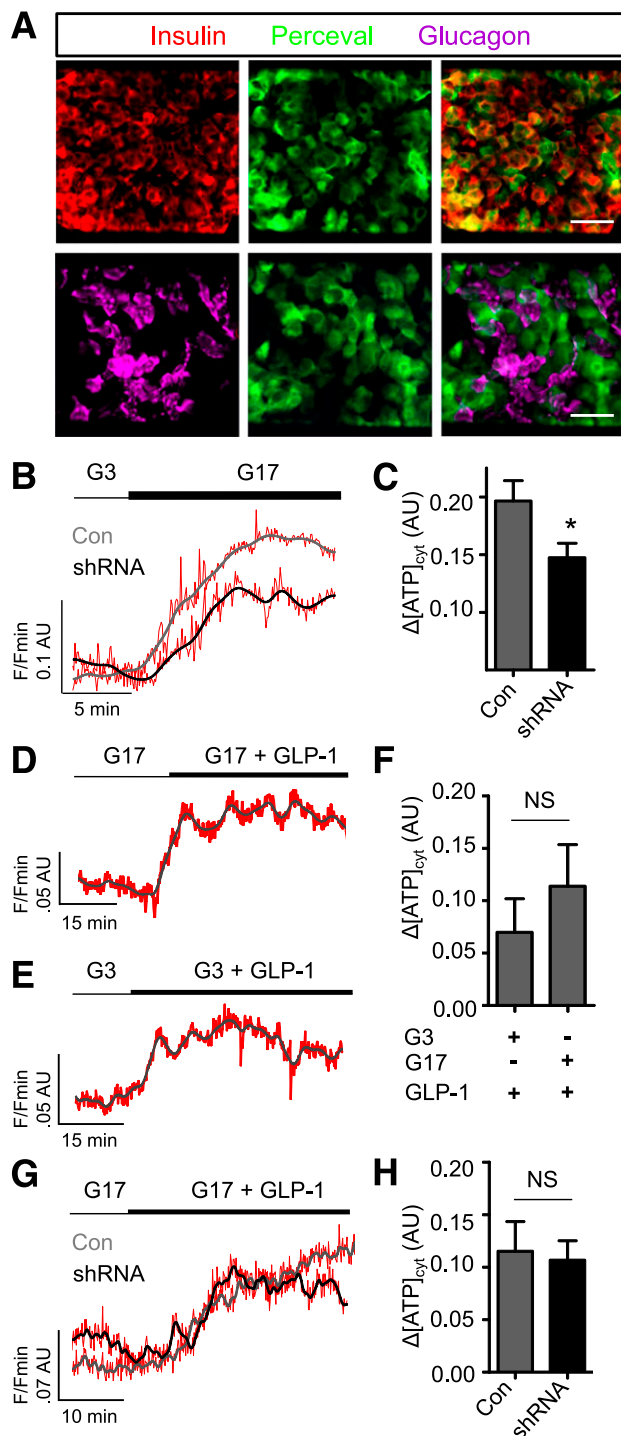 A
Insulin Perceval Glucagon
B
G3 G17
Con
shRNA
F/Fmin
0.1 AU
5 min
C
Δ[ATP]cyt (AU)
0.20
0.15
0.10
*
Con
shRNA
D
G17 G17 + GLP-1
F/Fmin
.05 AU
15 min
E
G3 G3 + GLP-1
F/Fmin
.05 AU
15 min
F
Δ[ATP]cyt (AU)
0.20
0.15
0.10
0.05
0.00
NS
G3 + -
G17 - +
GLP-1 + +
G
G17 G17 + GLP-1
Con
shRNA
F/Fmin
.07 AU
10 min
H
Δ[ATP]cyt (AU)
0.20
0.15
0.10
0.05
0.00
NS
Con
shRNA